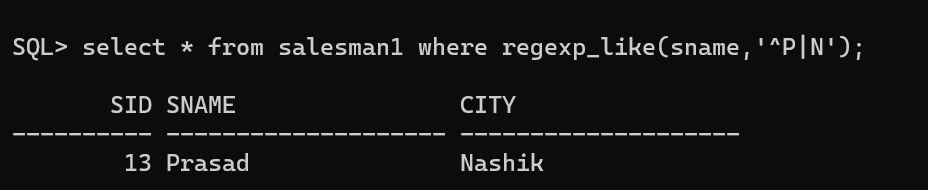 SQL> select * from salesman1 where regexp_like(sname,'^P|N');
SID SNAME CITY
---------- -------------------- --------------------
13 Prasad Nashik